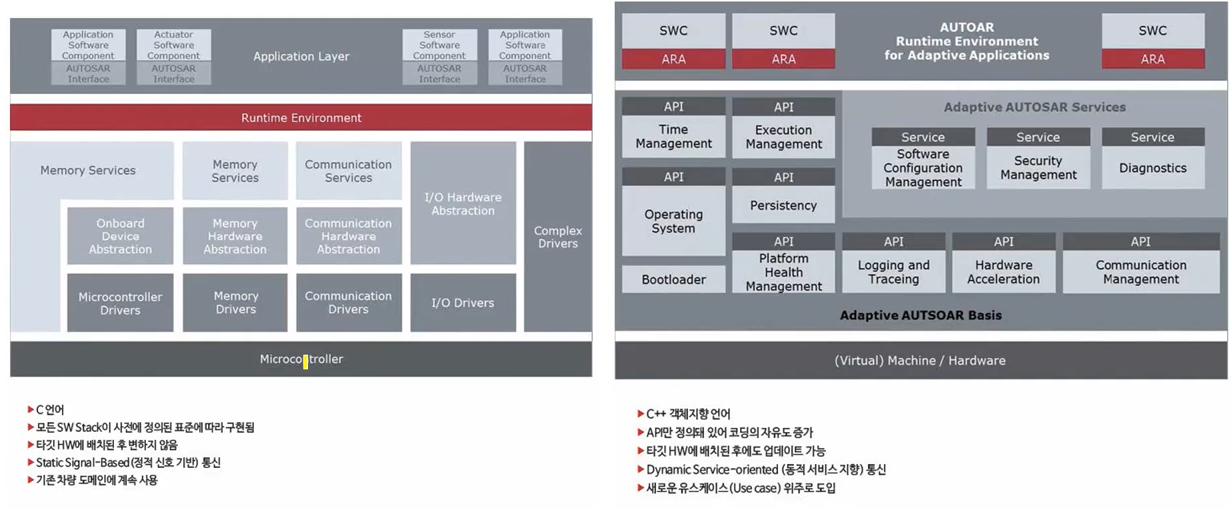 Application
Software
Component
AUTOSAR
Interface
Actuator
Software
Component
AUTOSAR
Interface
Application Layer
Sensor
Software
Component
AUTOSAR
Interface
Application
Software
Component
AUTOSAR
Interface
Runtime Environment
Memory Services
Memory
Services
Communication
Services
I/O Hardware
Abstraction
Complex
Drivers
Onboard
Device
Abstraction
Memory
Hardware
Abstraction
Communication
Hardware
Abstraction
Microcontroller
Drivers
Memory
Drivers
Communication
Drivers
I/O Drivers
Microcontroller
▶C 언어
▶모든 SW Stack이 사전에 정의된 표준에 따라 구현됨
▶타깃 HW에 배치된 후 변하지 않음
▶Static Signal-Based(정적 신호 기반) 통신
▶기존 차량 도메인에 계속 사용
SWC
ARA
SWC
ARA
AUTOAR
Runtime Environment
for Adaptive Applications
SWC
ARA
API
Time
Management
API
Execution
Management
Adaptive AUTOSAR Services
Service
Software
Configuration
Management
Service
Security
Management
Service
Diagnostics
API
Operating
System
API
Persistency
Bootloader
API
Platform
Health
Management
API
Logging and
Traceing
API
Hardware
Acceleration
API
Communication
Management
Adaptive AUTSOAR Basis
(Virtual) Machine / Hardware
▶C++ 객체지향 언어
▶API만 정의돼 있어 코딩의 자유도 증가
▶타깃 HW에 배치된 후에도 업데이트 가능
▶Dynamic Service-oriented (동적 서비스 지향) 통신
▶새로운 유스케이스(Use case) 위주로 도입